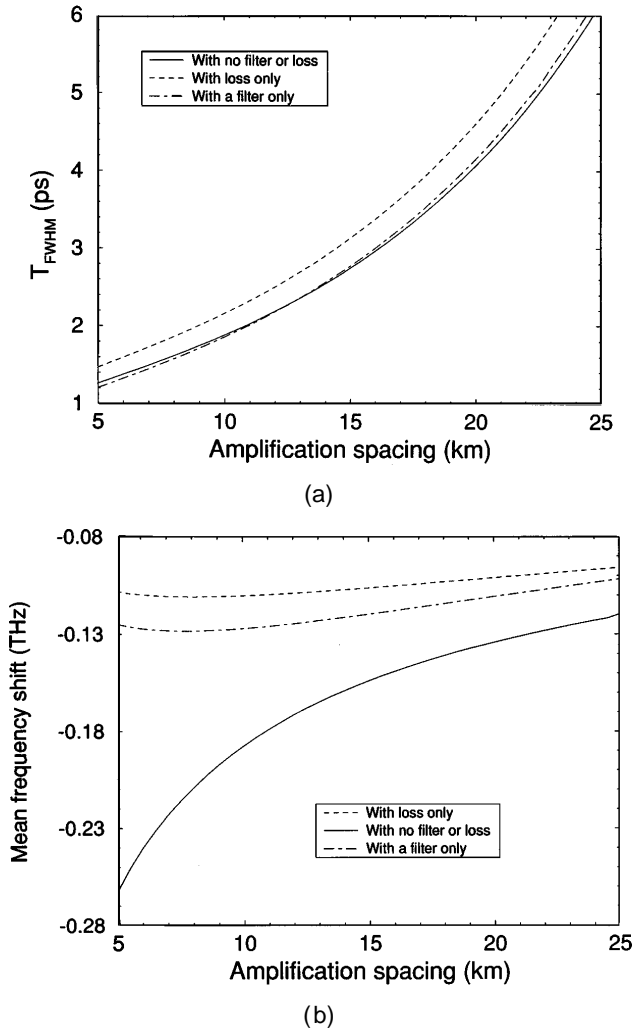 6
5
4
3
2
1
T_FWHM (ps)
With no filter or loss
With loss only
With a filter only
5 10 15 20 25
Amplification spacing (km)
(a)
-0.08
-0.13
-0.18
-0.23
-0.28
Mean frequency shift (THz)
With loss only
With no filter or loss
With a filter only
5 10 15 20 25
Amplification spacing (km)
(b)